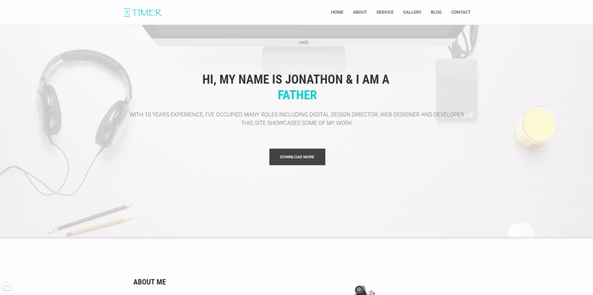 TIMER
HOME ABOUT SERVICE GALLERY BLOG CONTACT
HI, MY NAME IS JONATHON & I AM A
FATHER
WITH 10 YEARS EXPERIENCE, I'VE OCCUPIED MANY ROLES INCLUDING DIGITAL DESIGN DIRECTOR, WEB DESIGNER AND DEVELOPER.
THIS SITE SHOWCASES SOME OF MY WORK.
DOWNLOAD MORE
ABOUT ME